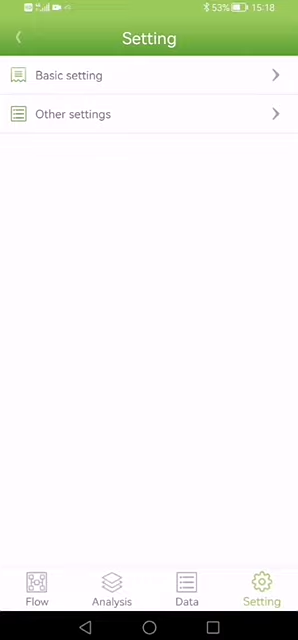 53% 15:18
Setting
Basic setting
Other settings
Flow Analysis Data Setting